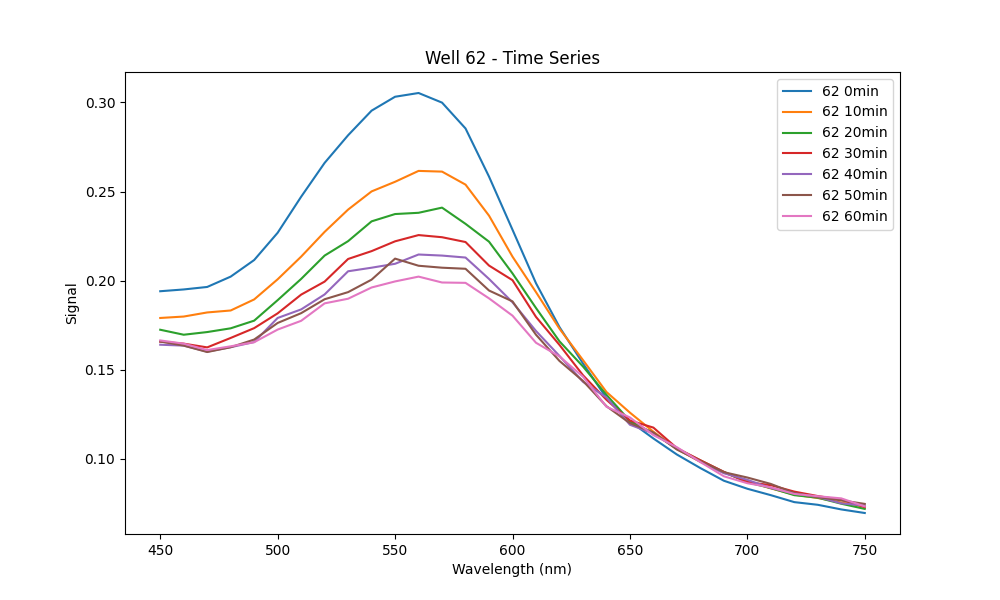 Well 62 - Time Series
Signal
0.30
0.25
0.20
0.15
0.10
450 500 550 600 650 700 750
Wavelength (nm)
62 0min
62 10min
62 20min
62 30min
62 40min
62 50min
62 60min